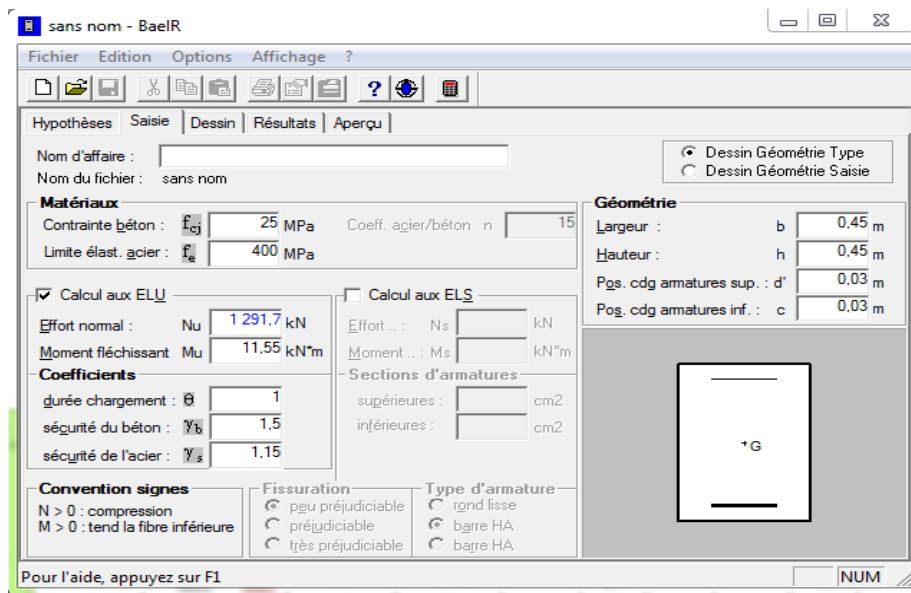 sans nom - BaelR
Fichier Edition Options Affichage ?
Hypothèses Saisie Dessin Résultats Aperçu
Nom d'affaire :
Nom du fichier : sans nom
Dessin Géométrie Type
Dessin Géométrie Saisie
Matériaux
Contrainte béton : fcj 25 MPa Coeff. acier/béton n 15
Limite élast. acier : fe 400 MPa
Géométrie
Largeur : b 0,45 m
Hauteur : h 0,45 m
Pos. cdg armatures sup. : d' 0,03 m
Pos. cdg armatures inf. : c 0,03 m
Calcul aux ELU
Effort normal : Nu 1 291,7 kN
Moment fléchissant Mu 11,55 kN*m
Calcul aux ELS
Effort .. : Ns kN
Moment .. : Ms kN*m
Coefficients
durée chargement : θ 1
sécurité du béton : γb 1,5
sécurité de l'acier : γs 1,15
Sections d'armatures
supérieures : cm2
inférieures : cm2
+G
Convention signes
N > 0 : compression
M > 0 : tend la fibre inférieure
Fissuration
peu préjudiciable
préjudiciable
très préjudiciable
Type d'armature
rond lisse
barre HA
barre HA
Pour l'aide, appuyez sur F1 NUM